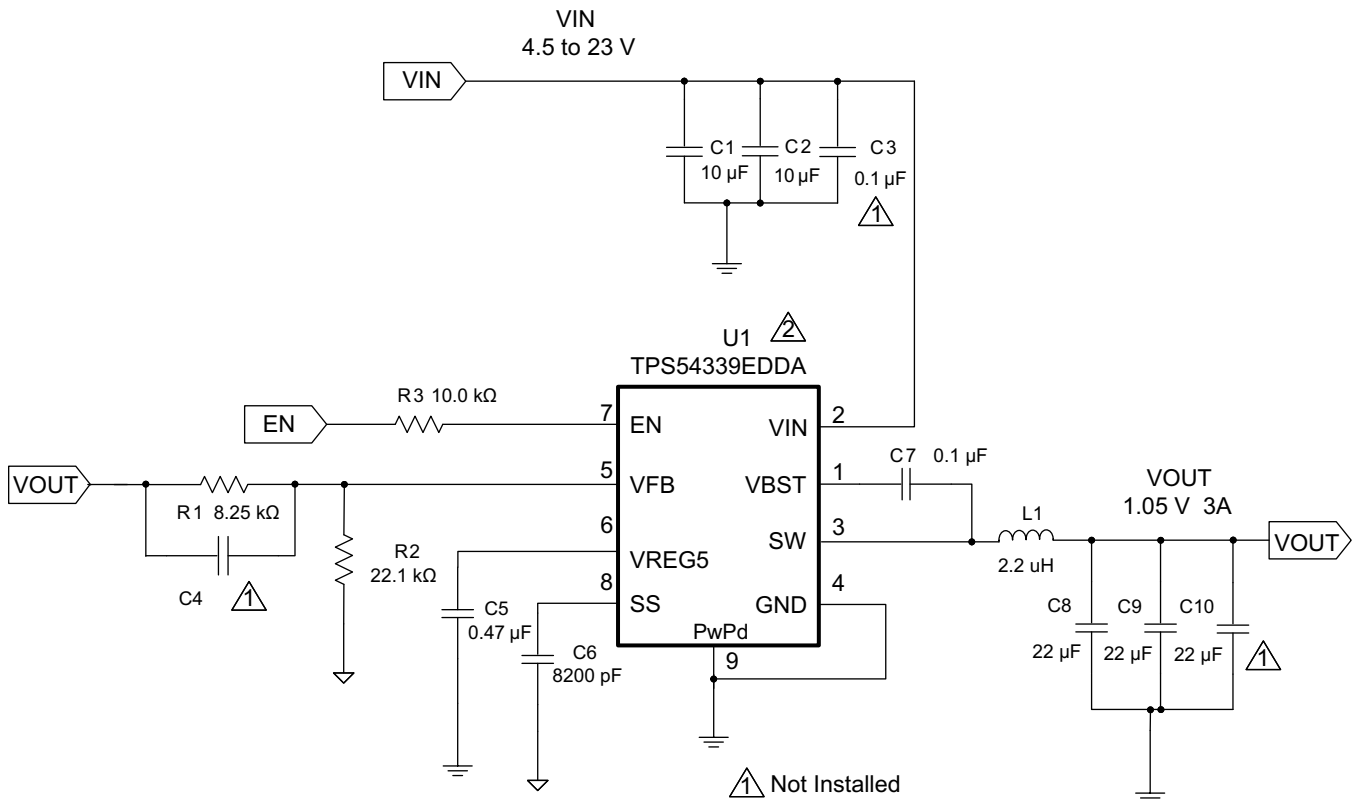 VIN
4.5 to 23 V
VIN
C1
10 µF
C2
10 µF
C3
0.1 µF
1
U1
2
TPS54339EDDA
EN
R3 10.0 kΩ
7
EN
VIN
2
VOUT
R1 8.25 kΩ
C4
1
R2
22.1 kΩ
5
VFB
6
VREG5
8
SS
C5
0.47 µF
C6
8200 pF
VBST
1
C7
0.1 µF
SW
3
GND
4
PwPd
9
L1
2.2 uH
VOUT
1.05 V 3A
VOUT
C8
22 µF
C9
22 µF
C10
22 µF
1
1 Not Installed